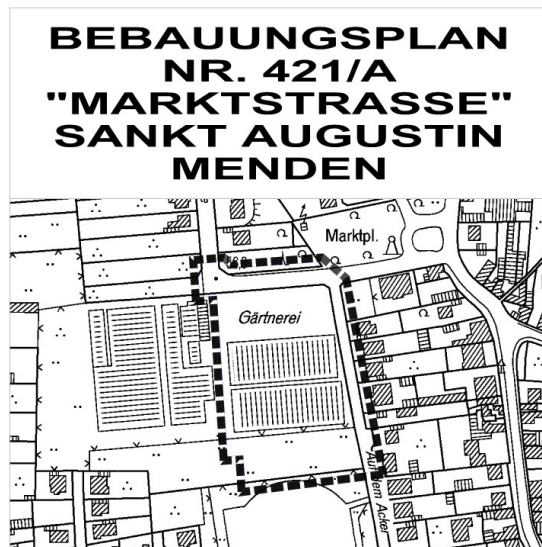 BEBAUUNGSPLAN
NR. 421/A
"MARKTSTRASSE"
SANKT AUGUSTIN
MENDEN
Marktpl.
Gärtnerei
Auf dem Acker